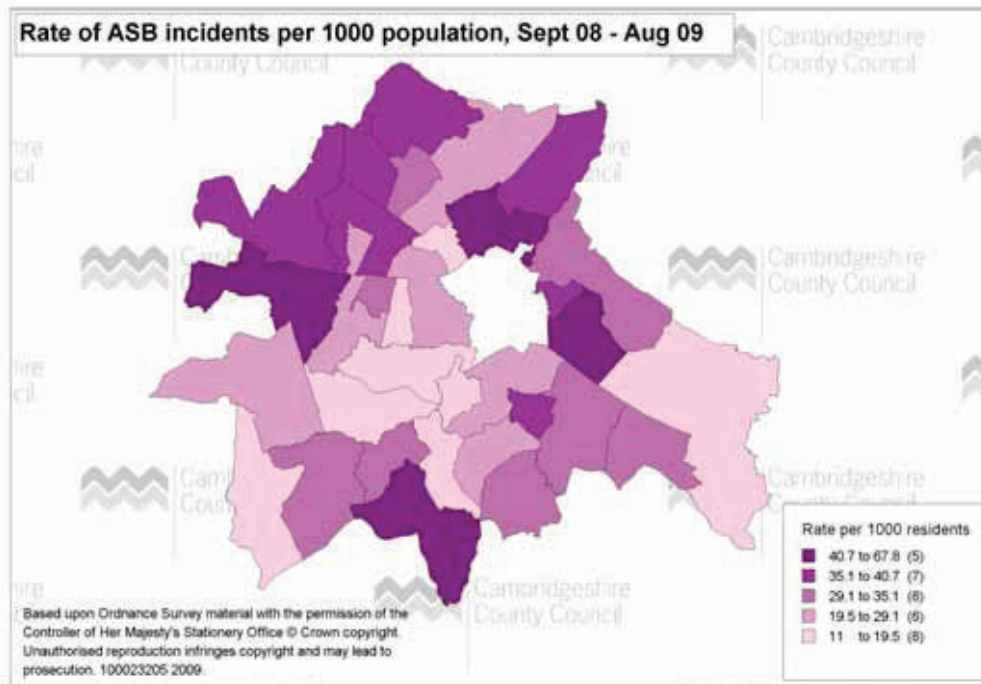 Rate of ASB incidents per 1000 population, Sept 08 - Aug 09
Cambridgeshire
County Council
Cambridgeshire
County Council
Cambridgeshire
County Council
Cambridgeshire
County Council
Rate per 1000 residents
40.7 to 67.8 (5)
35.1 to 40.7 (7)
29.1 to 35.1 (8)
19.5 to 29.1 (6)
11 to 19.5 (8)
Based upon Ordnance Survey material with the permission of the
Controller of Her Majesty's Stationery Office © Crown copyright.
Unauthorised reproduction infringes copyright and may lead to
prosecution. 100023205 2009.